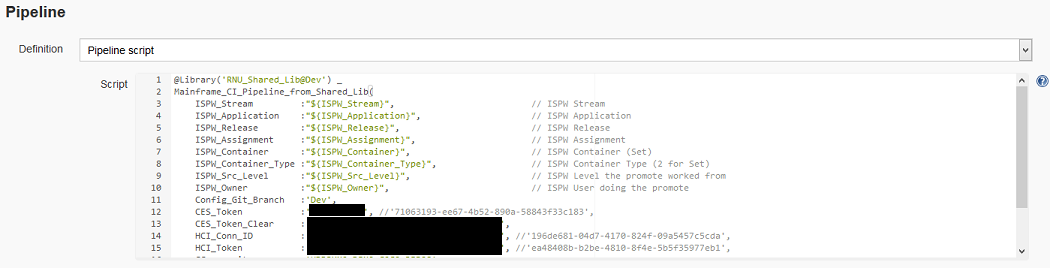 Pipeline
Definition Pipeline script
Script
1 @Library('RNU_Shared_Lib@Dev') _
2 Mainframe_CI_Pipeline_from_Shared_Lib(
3 ISPW_Stream :"${ISPW_Stream}", // ISPW Stream
4 ISPW_Application :"${ISPW_Application}", // ISPW Application
5 ISPW_Release :"${ISPW_Release}", // ISPW Release
6 ISPW_Assignment :"${ISPW_Assignment}", // ISPW Assignment
7 ISPW_Container :"${ISPW_Container}", // ISPW Container (Set)
8 ISPW_Container_Type :"${ISPW_Container_Type}", // ISPW Container Type (2 for Set)
9 ISPW_Src_Level :"${ISPW_Src_Level}", // ISPW Level the promote worked from
10 ISPW_Owner :"${ISPW_Owner}", // ISPW User doing the promote
11 Config_Git_Branch :'Dev',
12 CES_Token :' ', //'71063193-ee67-4b52-890a-58843f33c183',
13 CES_Token_Clear :
14 HCI_Conn_ID : ', //'196de681-04d7-4170-824f-09a5457c5cda',
15 HCI_Token : ', //'ea48408b-b2be-4810-8f4e-5b5f35977eb1',